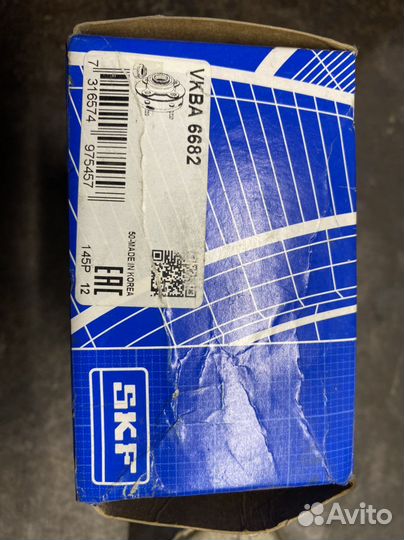 VKBA 6682
7 316574 975457
50-MADE IN KOREA
EAC
145P 12
SKF
Avito